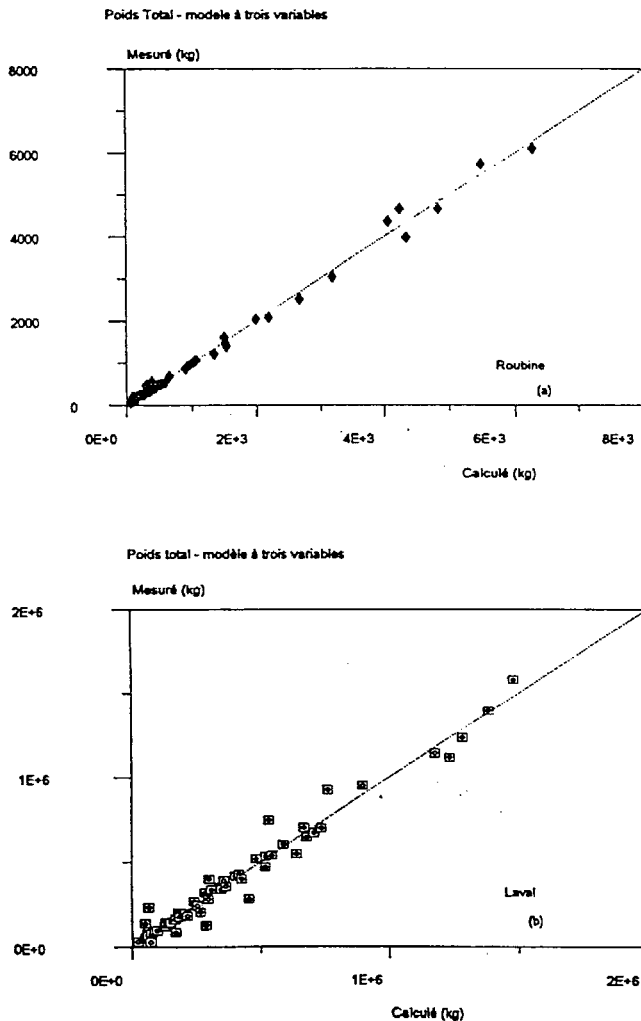 Poids Total - modele à trois variables
Mesuré (kg)
8000
6000
4000
2000
Roubine
(a)
0
0E+0 2E+3 4E+3 6E+3 8E+3
Calculé (kg)
Poids total - modèle à trois variables
Mesuré (kg)
2E+6
1E+6
Laval
(b)
0E+0
0E+0 1E+6 2E+6
Calculé (kg)